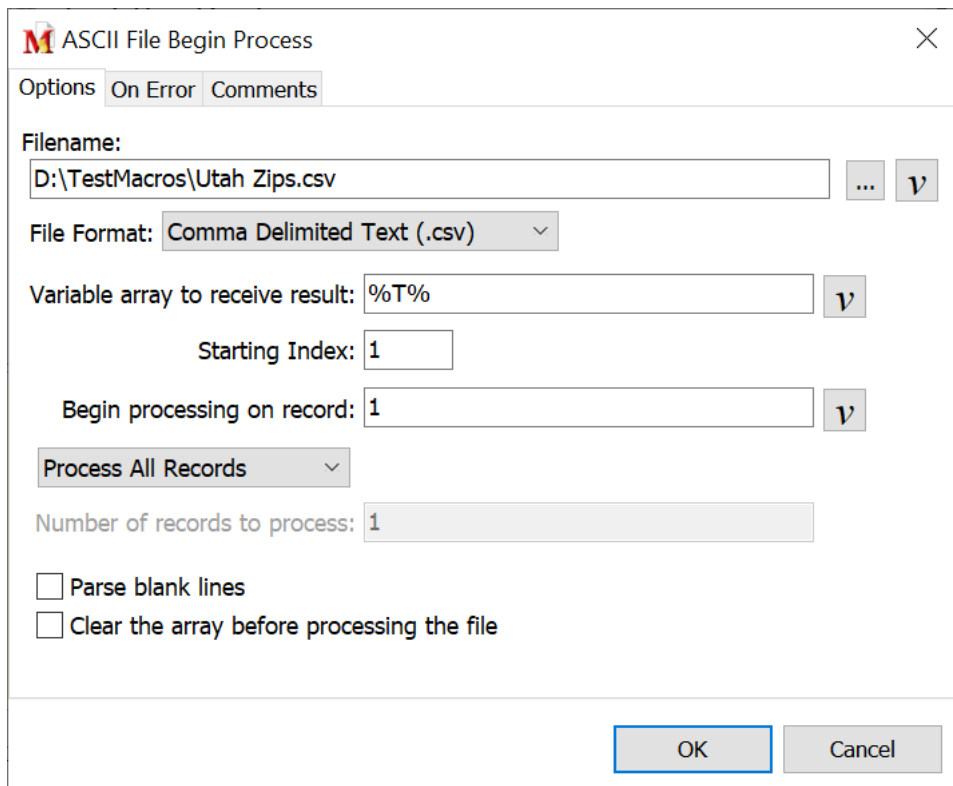 ASCII File Begin Process
Options On Error Comments
Filename:
D:\TestMacros\Utah Zips.csv ... v
File Format: Comma Delimited Text (.csv)
Variable array to receive result: %T% v
Starting Index: 1
Begin processing on record: 1 v
Process All Records
Number of records to process: 1
Parse blank lines
Clear the array before processing the file
OK Cancel